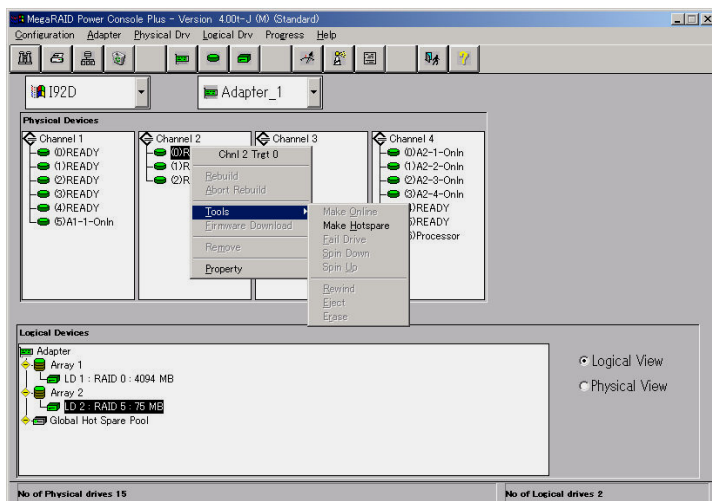 MegaRAID Power Console Plus - Version 4.00t-J (M) (Standard)
Configuration Adapter Physical Drv Logical Drv Progress Help
I92D
Adapter_1
Physical Devices
Channel 1
(0)READY
(1)READY
(2)READY
(3)READY
(4)READY
(5)A1-1-Onln
Channel 2
(0)R
(1)R
(2)R
Channel 3
Channel 4
(0)A2-1-Onln
(1)A2-2-Onln
(2)A2-3-Onln
(3)A2-4-Onln
)READY
)READY
)Processor
Chnl 2 Trgt 0
Rebuild
Abort Rebuild
Tools
Firmware Download
Remove
Property
Make Online
Make Hotspare
Fail Drive
Spin Down
Spin Up
Rewind
Eject
Erase
Logical Devices
Adapter
Array 1
LD 1 : RAID 0 : 4094 MB
Array 2
LD 2 : RAID 5 : 75 MB
Global Hot Spare Pool
Logical View
Physical View
No of Physical drives 15
No of Logical drives 2